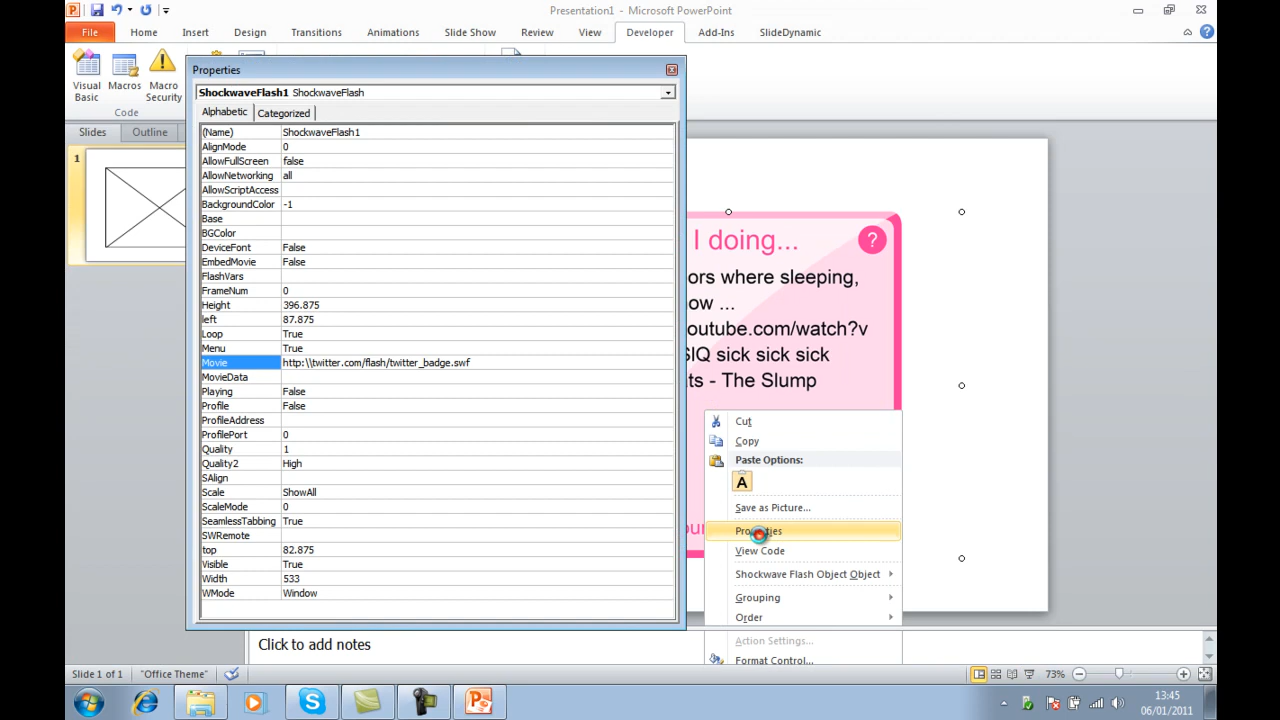 Presentation1 - Microsoft PowerPoint
File Home Insert Design Transitions Animations Slide Show Review View Developer Add-Ins SlideDynamic
Visual Basic
Macros
Macro Security
Code
Slides Outline
1
Properties
ShockwaveFlash1 ShockwaveFlash
Alphabetic Categorized
(Name) ShockwaveFlash1
AlignMode 0
AllowFullScreen false
AllowNetworking all
AllowScriptAccess
BackgroundColor -1
Base
BGColor
DeviceFont False
EmbedMovie False
FlashVars
FrameNum 0
Height 396.875
left 87.875
Loop True
Menu True
Movie http:\\twitter.com/flash/twitter_badge.swf
MovieData
Playing False
Profile False
ProfileAddress
ProfilePort 0
Quality 1
Quality2 High
SAlign
Scale ShowAll
ScaleMode 0
SeamlessTabbing True
SWRemote
top 82.875
Visible True
Width 533
WMode Window
I doing... ?
ors where sleeping,
ow ...
outube.com/watch?v
SIQ sick sick sick
ts - The Slump
Cut
Copy
Paste Options:
A
Save as Picture...
Properties
View Code
Shockwave Flash Object Object
Grouping
Order
Action Settings...
Format Control...
Click to add notes
Slide 1 of 1 "Office Theme" 73%
13:45
06/01/2011